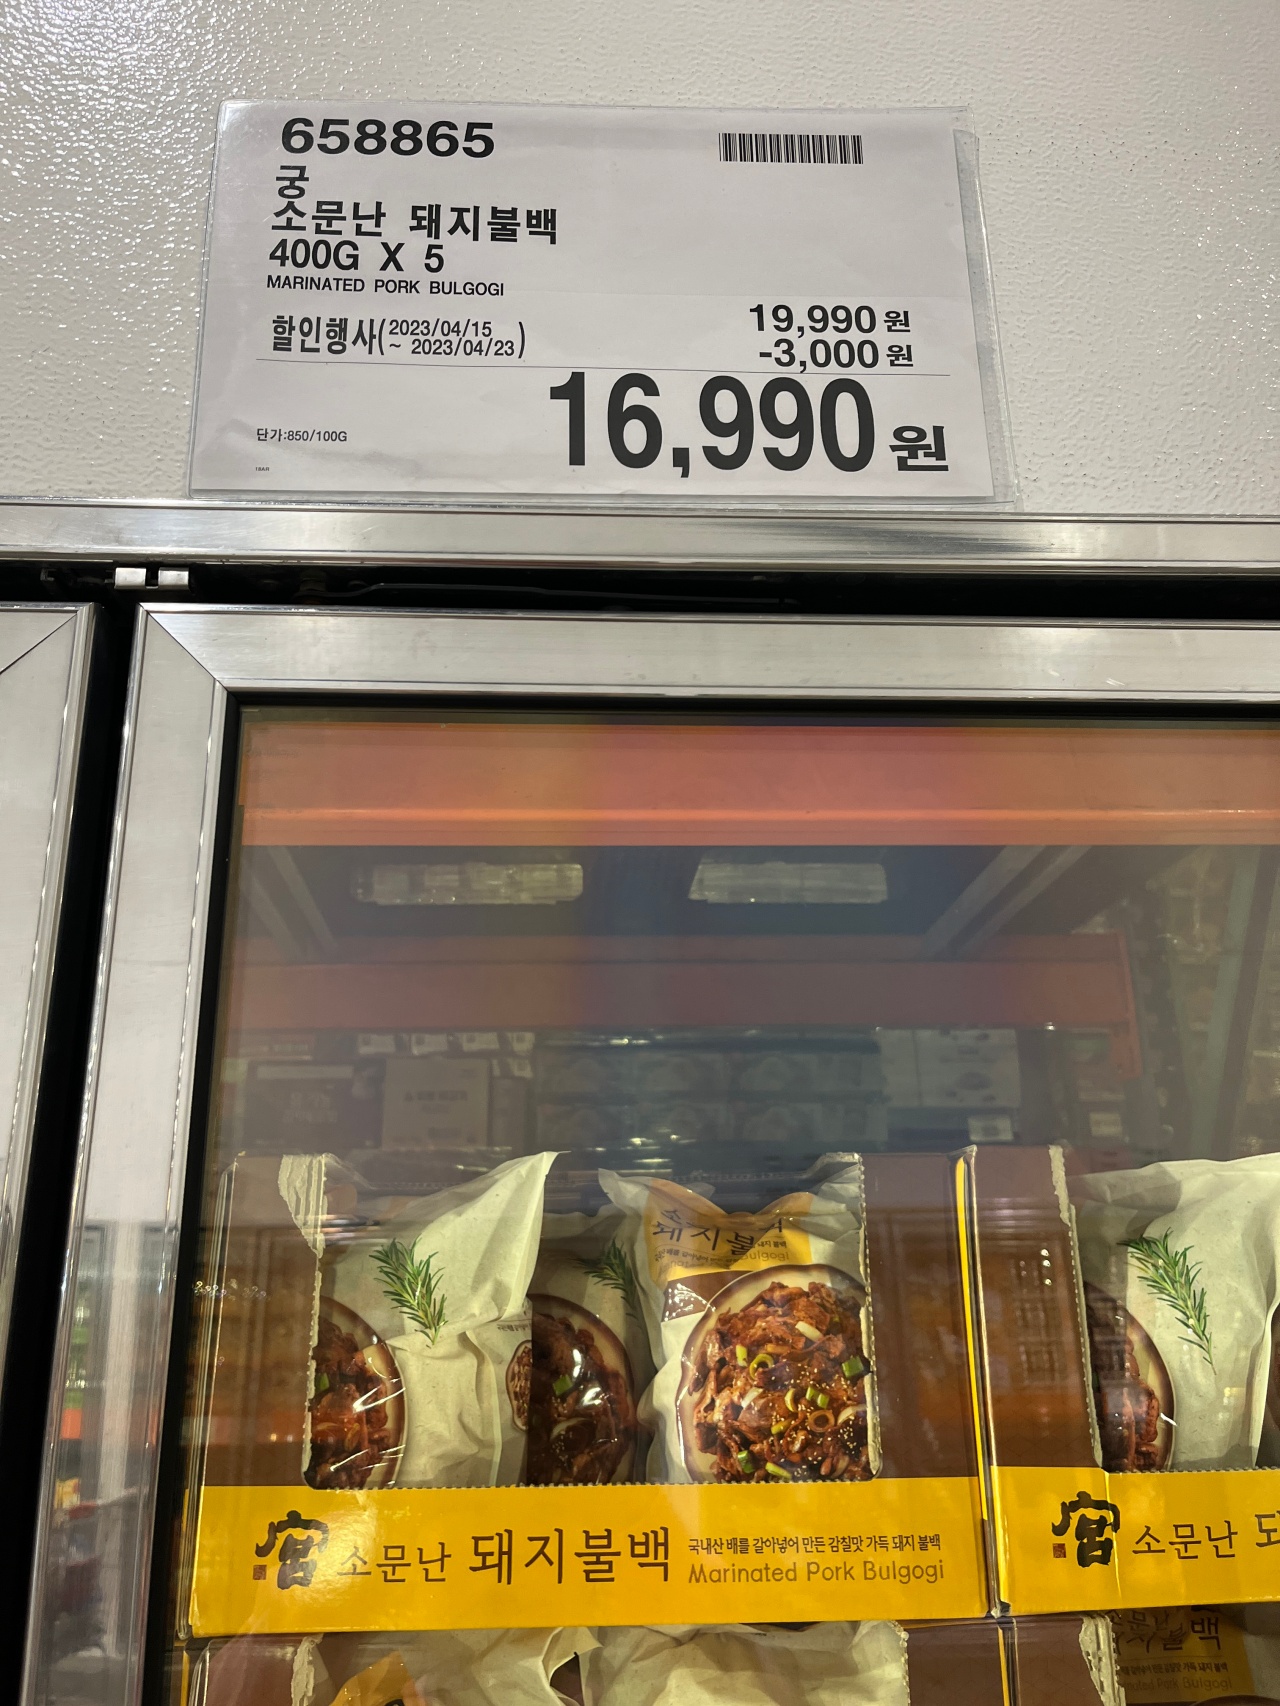 658865
궁
소문난 돼지불백
400G X 5
MARINATED PORK BULGOGI
할인행사(2023/04/15
~ 2023/04/23)
19,990 원
-3,000 원
16,990 원
단가:850/100G
돼지불
Bulgogi
宮 소문난 돼지불백
국내산 배를 갈아넣어 만든 감칠맛 가득 돼지 불백
Marinated Pork Bulgogi
宮 소문난 돼